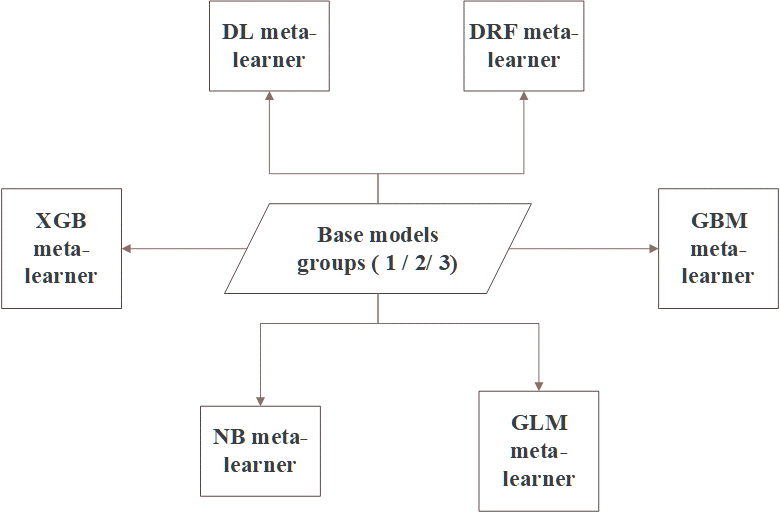 DL meta-
learner
DRF meta-
learner
XGB
meta-
learner
Base models
groups ( 1 / 2/ 3)
GBM
meta-
learner
NB meta-
learner
GLM
meta-
learner